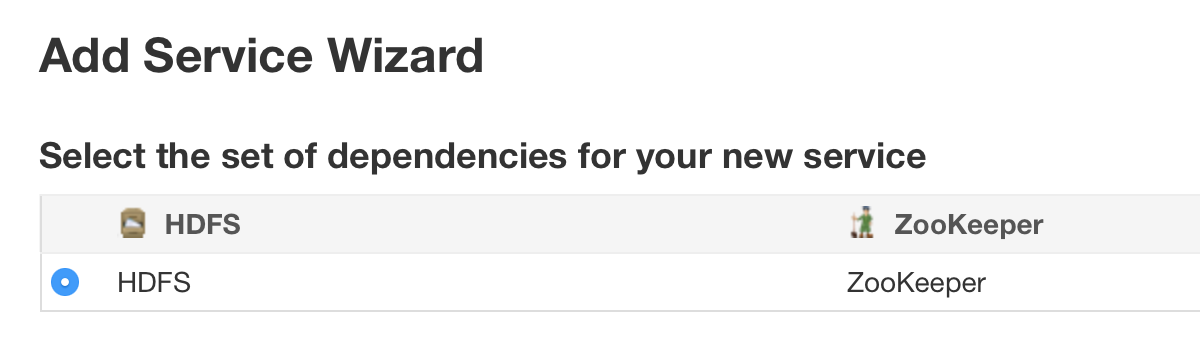 Add Service Wizard
Select the set of dependencies for your new service
HDFS ZooKeeper
HDFS ZooKeeper